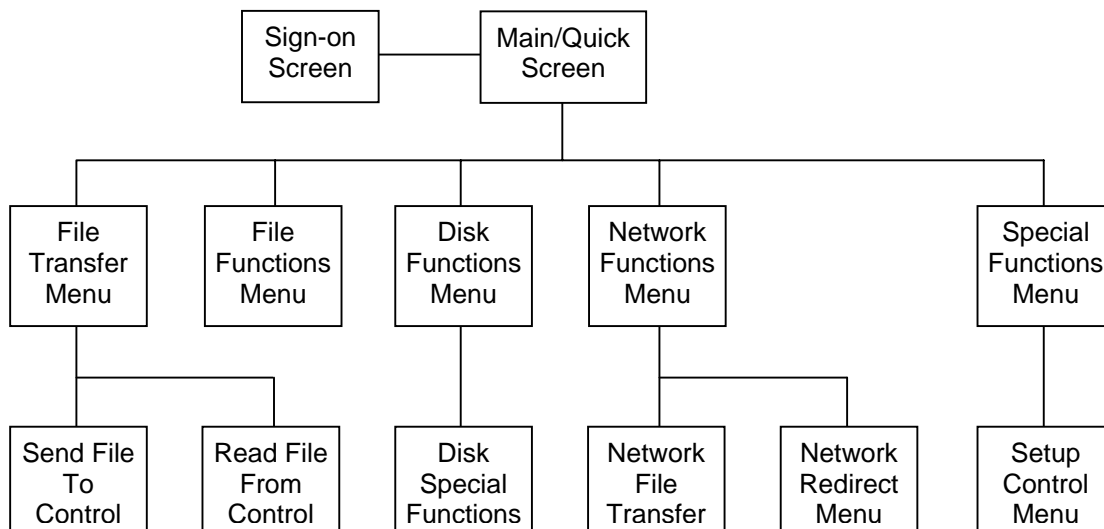 Sign-on
Screen
Main/Quick
Screen
File
Transfer
Menu
File
Functions
Menu
Disk
Functions
Menu
Network
Functions
Menu
Special
Functions
Menu
Send File
To
Control
Read File
From
Control
Disk
Special
Functions
Network
File
Transfer
Network
Redirect
Menu
Setup
Control
Menu